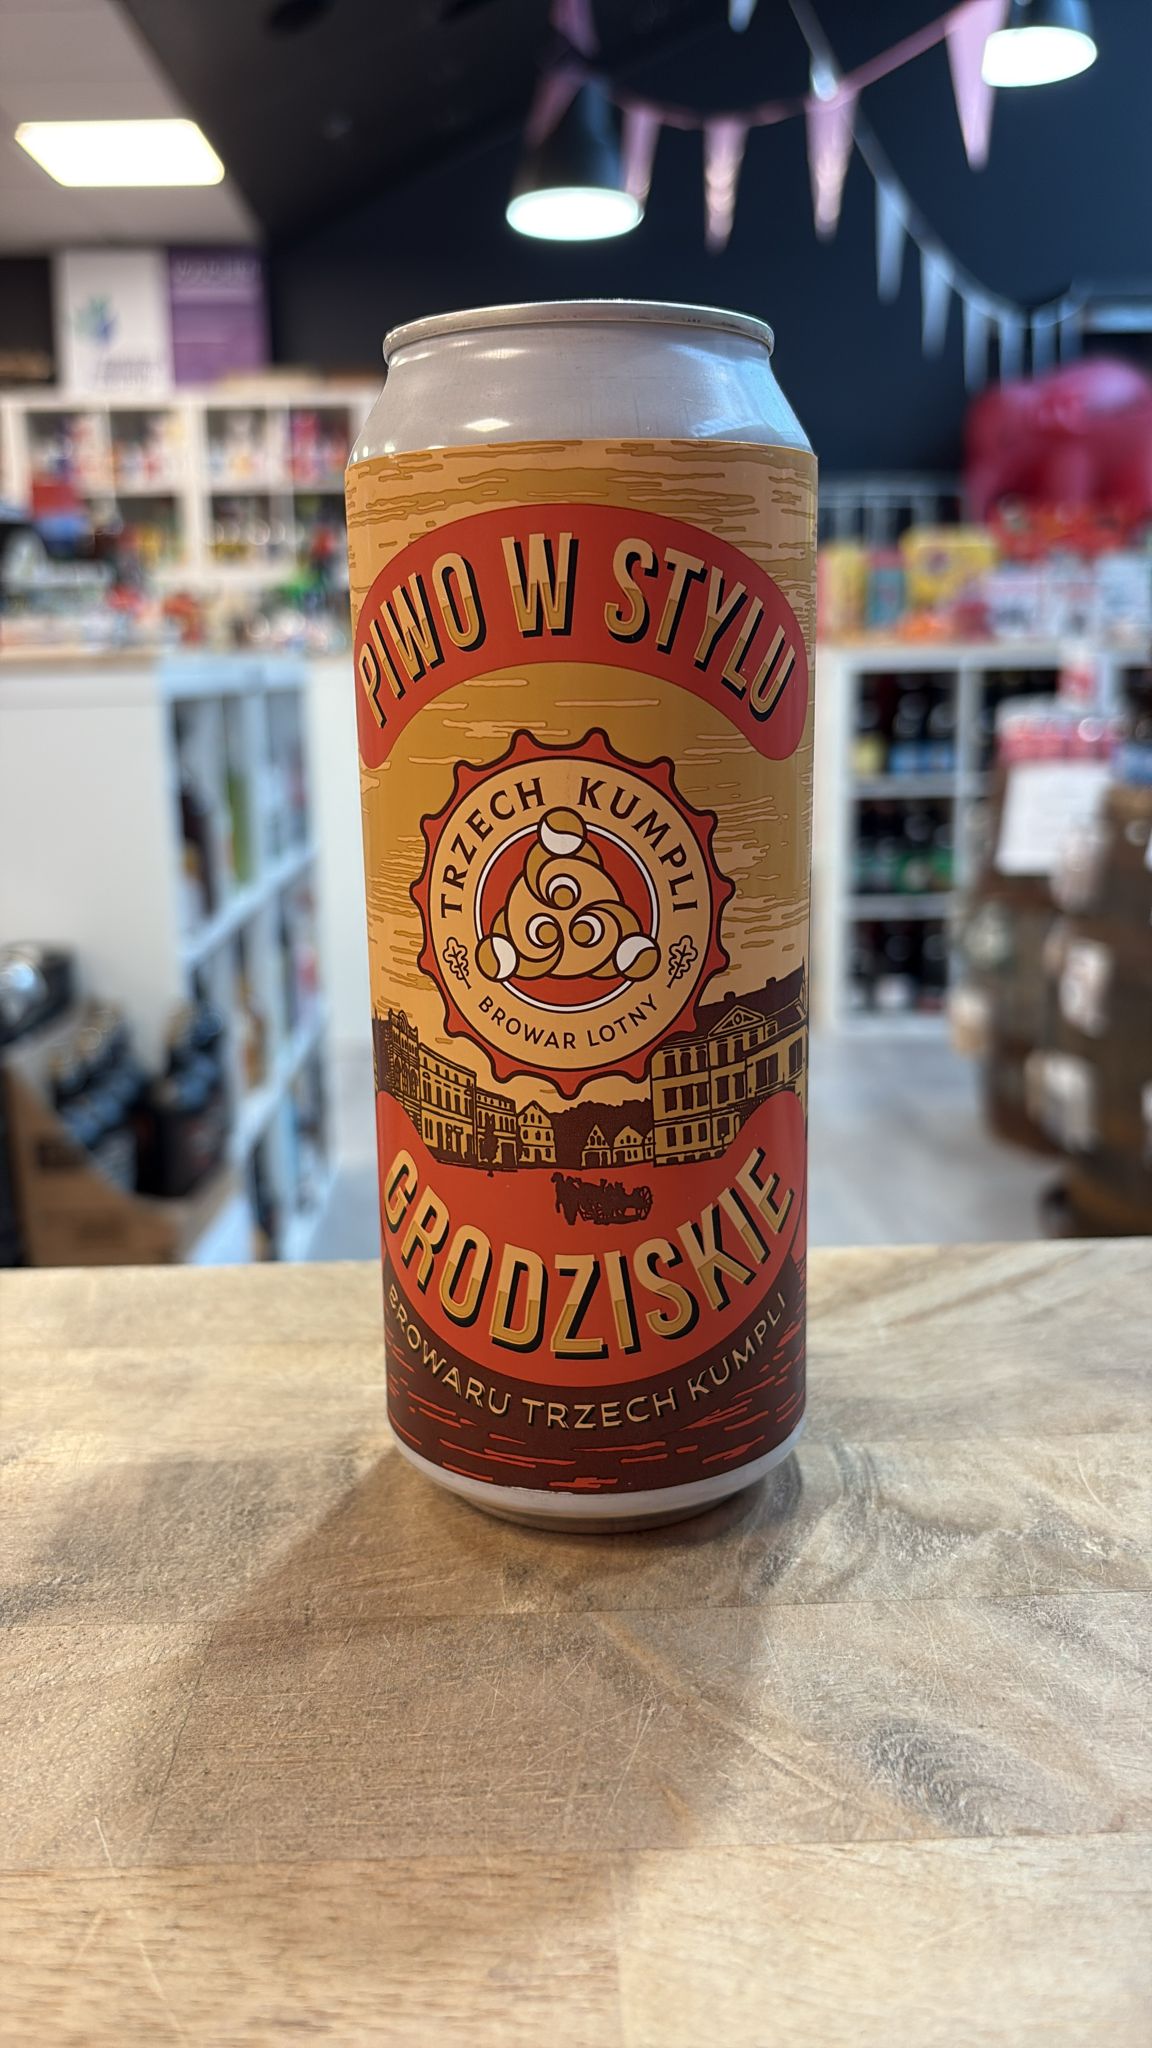 PIWO W STYLU
TRZECH KUMPLI
BROWAR LOTNY
GRODZISKIE
BROWARU TRZECH KUMPLI